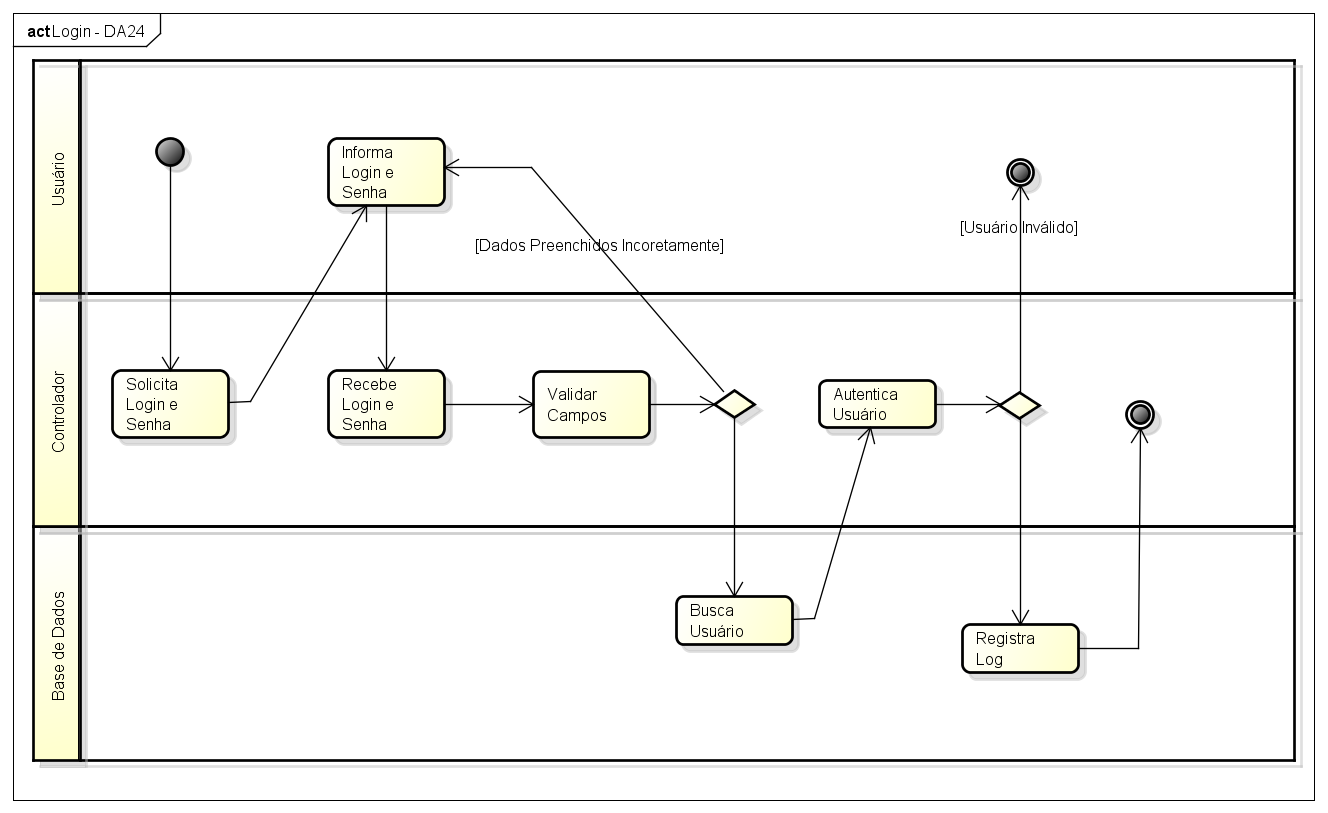 act Login - DA24
Usuário
Informa
Login e
Senha
[Usuário Inválido]
[Dados Preenchidos Incoretamente]
Controlador
Solicita
Login e
Senha
Recebe
Login e
Senha
Validar
Campos
Autentica
Usuário
Base de Dados
Busca
Usuário
Registra
Log